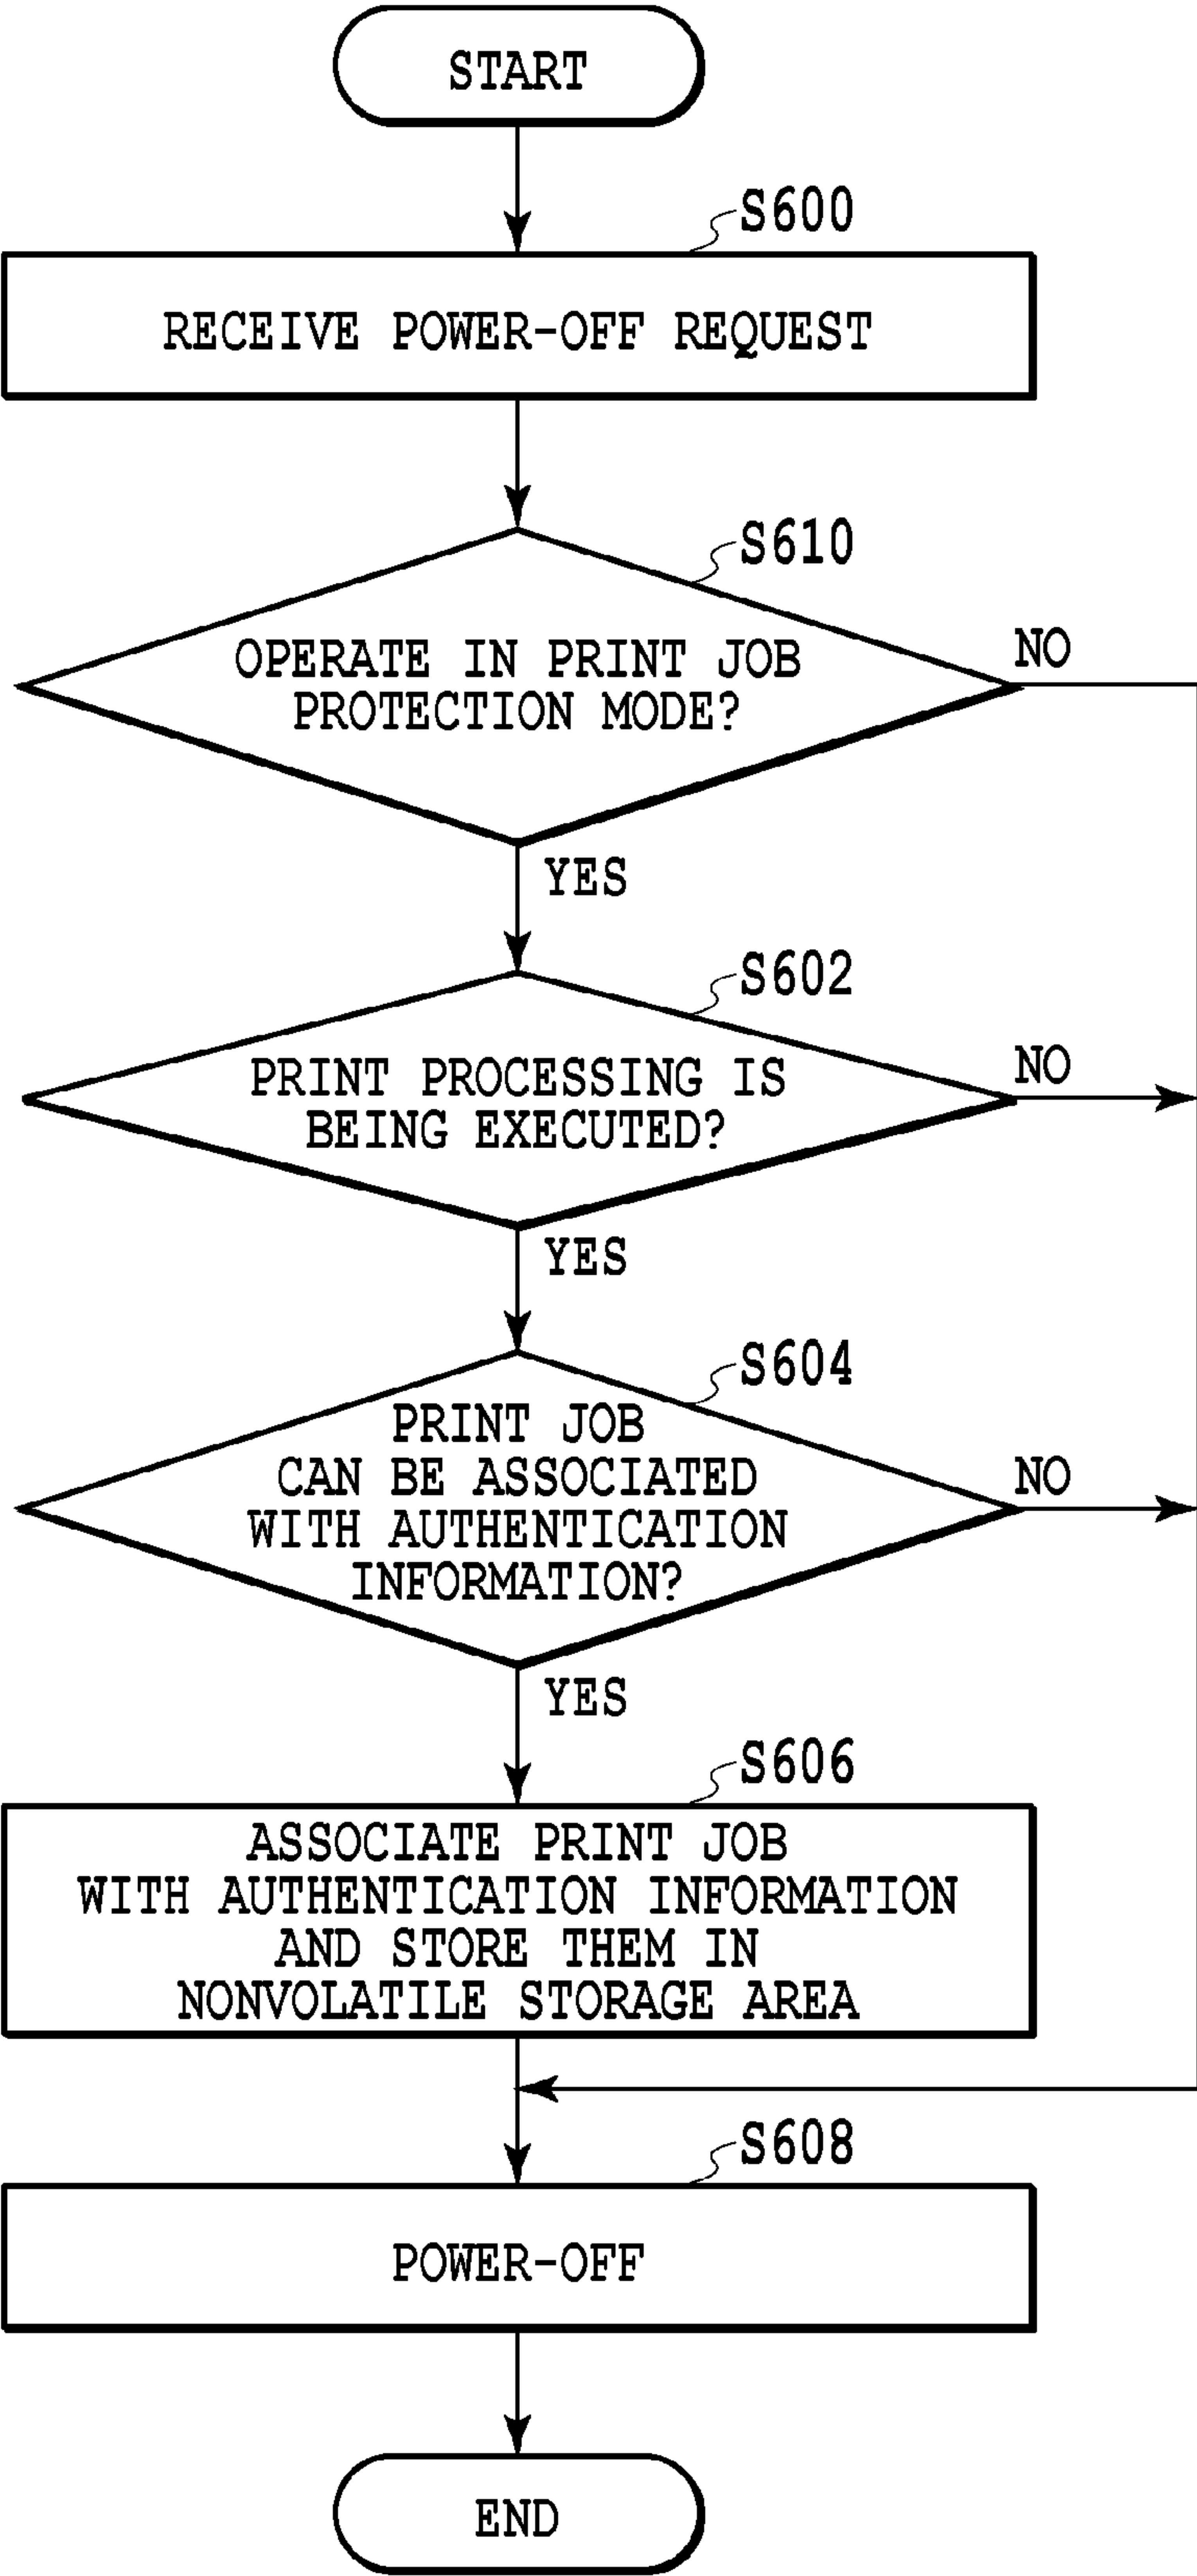 START
S600
RECEIVE POWER-OFF REQUEST
S610
OPERATE IN PRINT JOB
PROTECTION MODE?
NO
YES
S602
PRINT PROCESSING IS
BEING EXECUTED?
NO
YES
S604
PRINT JOB
CAN BE ASSOCIATED
WITH AUTHENTICATION
INFORMATION?
NO
YES
S606
ASSOCIATE PRINT JOB
WITH AUTHENTICATION INFORMATION
AND STORE THEM IN
NONVOLATILE STORAGE AREA
S608
POWER-OFF
END